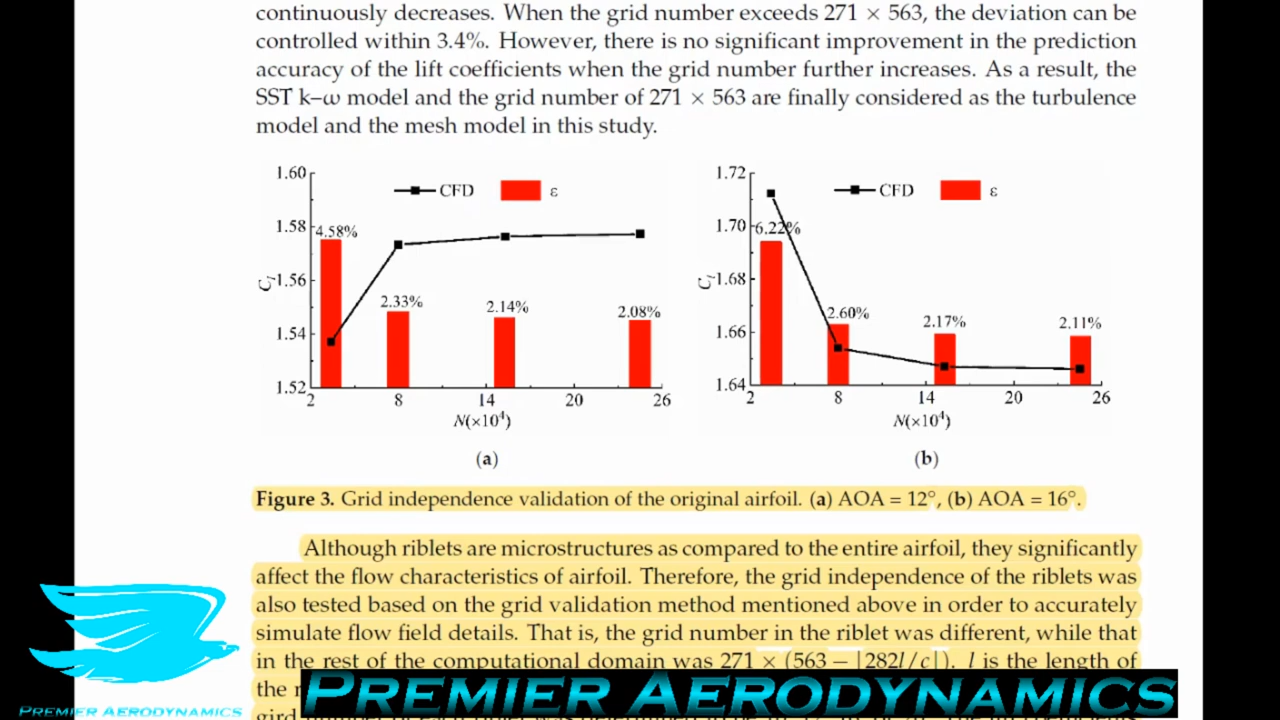 continuously decreases. When the grid number exceeds 271 × 563, the deviation can be
controlled within 3.4%. However, there is no significant improvement in the prediction
accuracy of the lift coefficients when the grid number further increases. As a result, the
SST k–ω model and the grid number of 271 × 563 are finally considered as the turbulence
model and the mesh model in this study.
1.60
1.58
1.56
1.54
1.52
Cl
CFD
ε
4.58%
2.33%
2.14%
2.08%
2 8 14 20 26
N(×10⁴)
(a)
1.72
1.70
1.68
1.66
1.64
Cl
CFD
ε
6.22%
2.60%
2.17%
2.11%
2 8 14 20 26
N(×10⁴)
(b)
Figure 3. Grid independence validation of the original airfoil. (a) AOA = 12°, (b) AOA = 16°.
Although riblets are microstructures as compared to the entire airfoil, they significantly
affect the flow characteristics of airfoil. Therefore, the grid independence of the riblets was
also tested based on the grid validation method mentioned above in order to accurately
simulate flow field details. That is, the grid number in the riblet was different, while that
in the rest of the computational domain was 271 × (563 − ⌊282l/c⌋). l is the length of
the
PREMIER AERODYNAMICS
PREMIER AERODYNAMICS